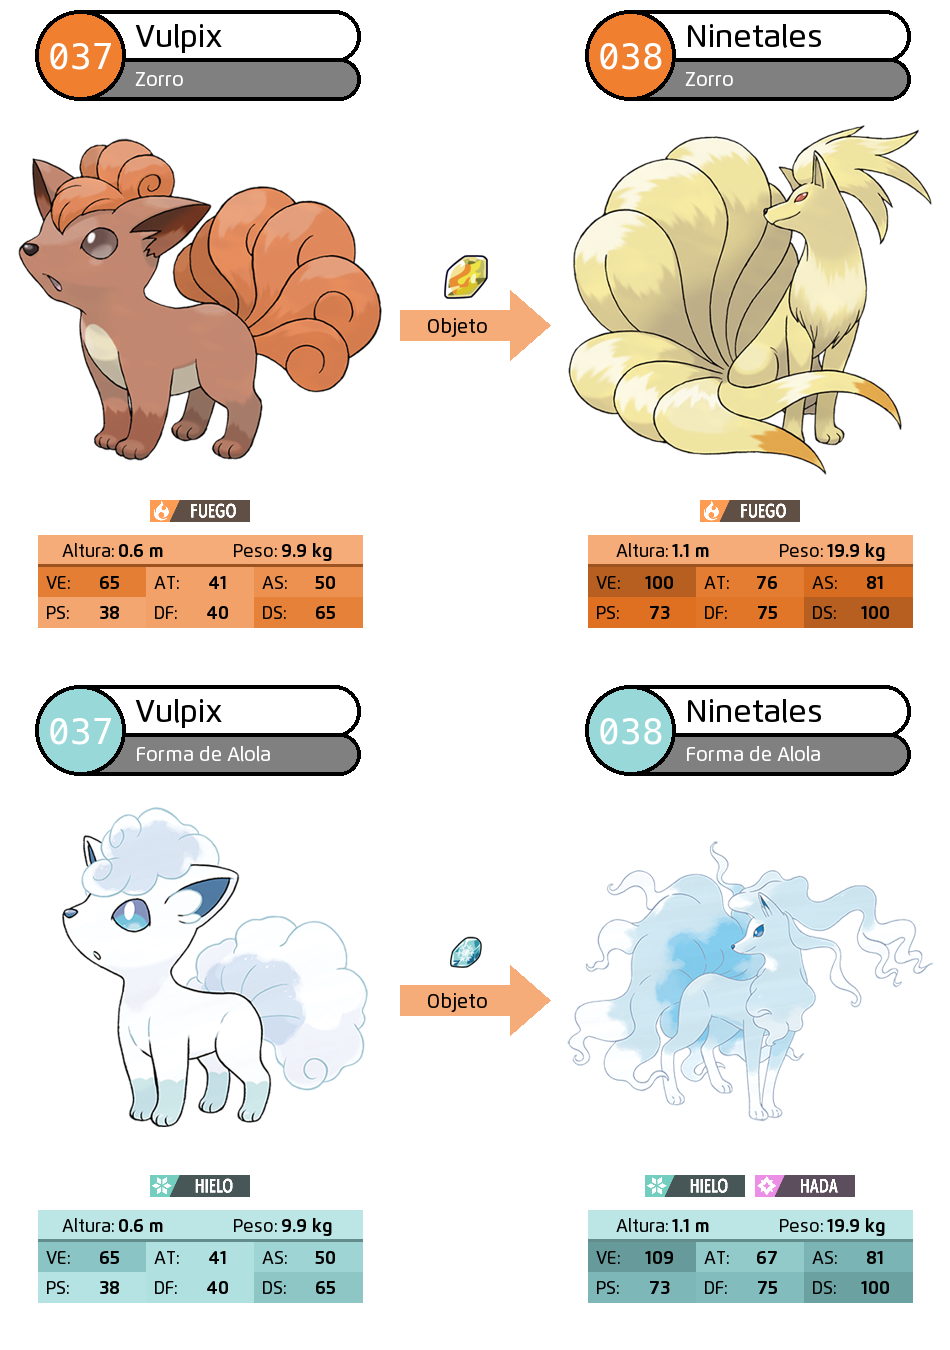 037 Vulpix
Zorro
038 Ninetales
Zorro
Objeto
FUEGO
FUEGO
Altura: 0.6 m Peso: 9.9 kg
VE: 65 AT: 41 AS: 50
PS: 38 DF: 40 DS: 65
Altura: 1.1 m Peso: 19.9 kg
VE: 100 AT: 76 AS: 81
PS: 73 DF: 75 DS: 100
037 Vulpix
Forma de Alola
038 Ninetales
Forma de Alola
Objeto
HIELO
HIELO HADA
Altura: 0.6 m Peso: 9.9 kg
VE: 65 AT: 41 AS: 50
PS: 38 DF: 40 DS: 65
Altura: 1.1 m Peso: 19.9 kg
VE: 109 AT: 67 AS: 81
PS: 73 DF: 75 DS: 100